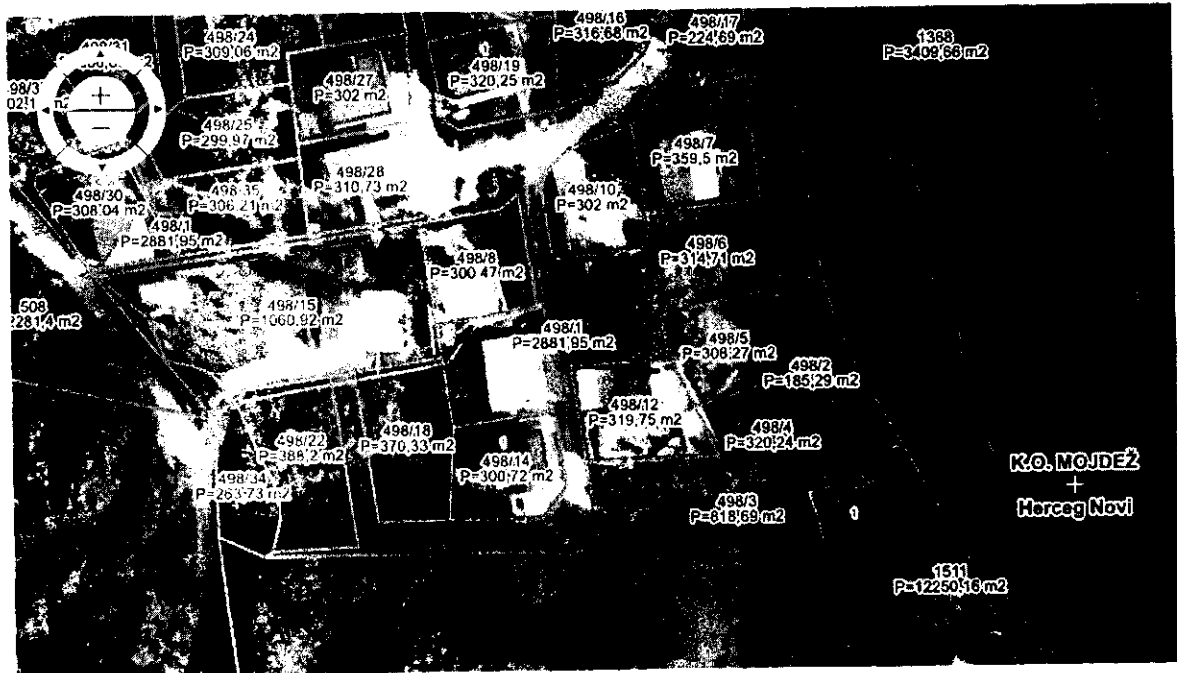 498/24
P=309,06 m2
498/16
P=316,68 m2
498/17
P=224,69 m2
1368
P=3409,66 m2
498/27
P=302 m2
498/19
P=320,25 m2
498/25
P=299,97 m2
498/7
P=359,5 m2
498/28
P=310,73 m2
498/35
P=306,21 m2
498/30
P=308,04 m2
498/10
P=302 m2
498/1
P=2881,95 m2
498/6
P=314,71 m2
498/8
P=300,47 m2
508
498/15
P=1060,92 m2
498/1
P=2881,95 m2
498/5
P=308,27 m2
498/2
P=185,29 m2
498/12
P=319,75 m2
498/4
P=320,24 m2
498/18
P=370,33 m2
498/22
P=388,2 m2
498/14
P=300,72 m2
498/34
P=263,73 m2
498/3
P=818,69 m2
1
K.O. MOJDEŽ
Herceg Novi
1511
P=12250,16 m2